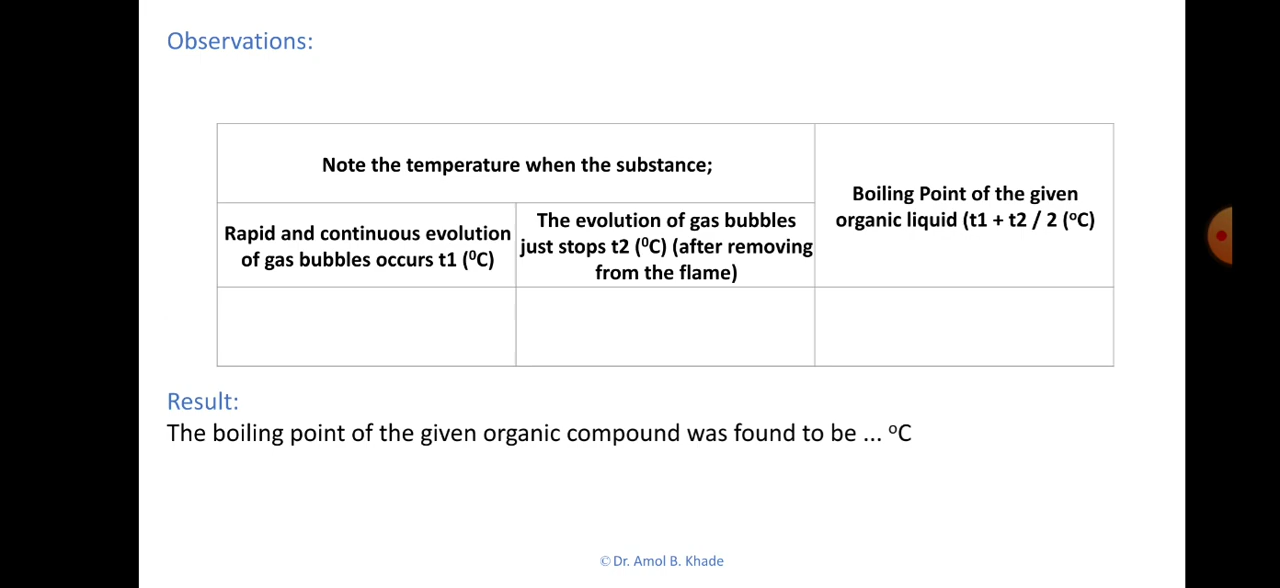 Observations:
Note the temperature when the substance;
Boiling Point of the given
organic liquid (t1 + t2 / 2 (⁰C)
Rapid and continuous evolution
of gas bubbles occurs t1 (⁰C)
The evolution of gas bubbles
just stops t2 (⁰C) (after removing
from the flame)
Result:
The boiling point of the given organic compound was found to be ... ⁰C
© Dr. Amol B. Khade